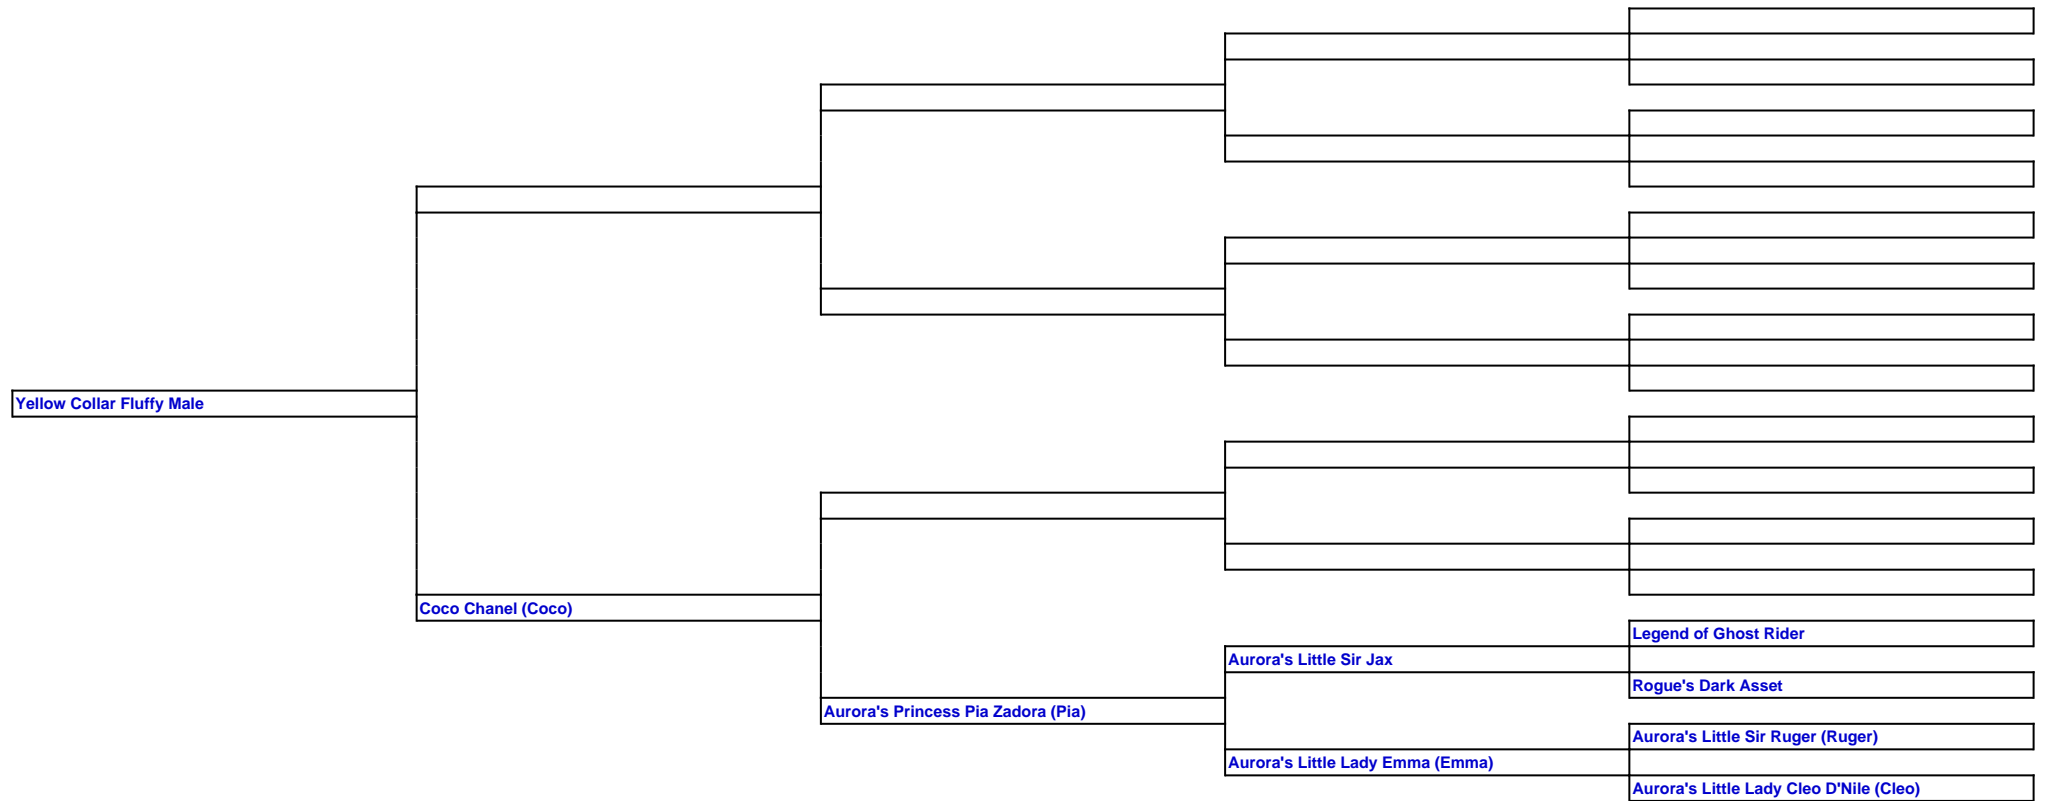 Yellow Collar Fluffy Male
Coco Chanel (Coco)
Legend of Ghost Rider
Aurora's Little Sir Jax
Rogue's Dark Asset
Aurora's Princess Pia Zadora (Pia)
Aurora's Little Sir Ruger (Ruger)
Aurora's Little Lady Emma (Emma)
Aurora's Little Lady Cleo D'Nile (Cleo)